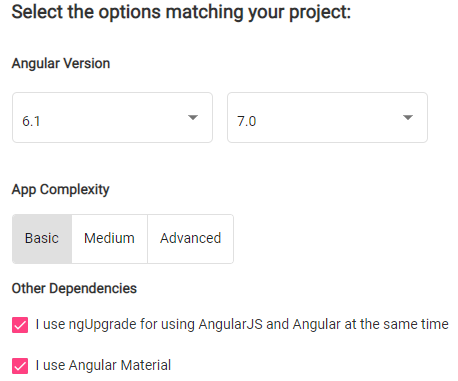 Select the options matching your project:
Angular Version
6.1 7.0
App Complexity
Basic Medium Advanced
Other Dependencies
I use ngUpgrade for using AngularJS and Angular at the same time
I use Angular Material